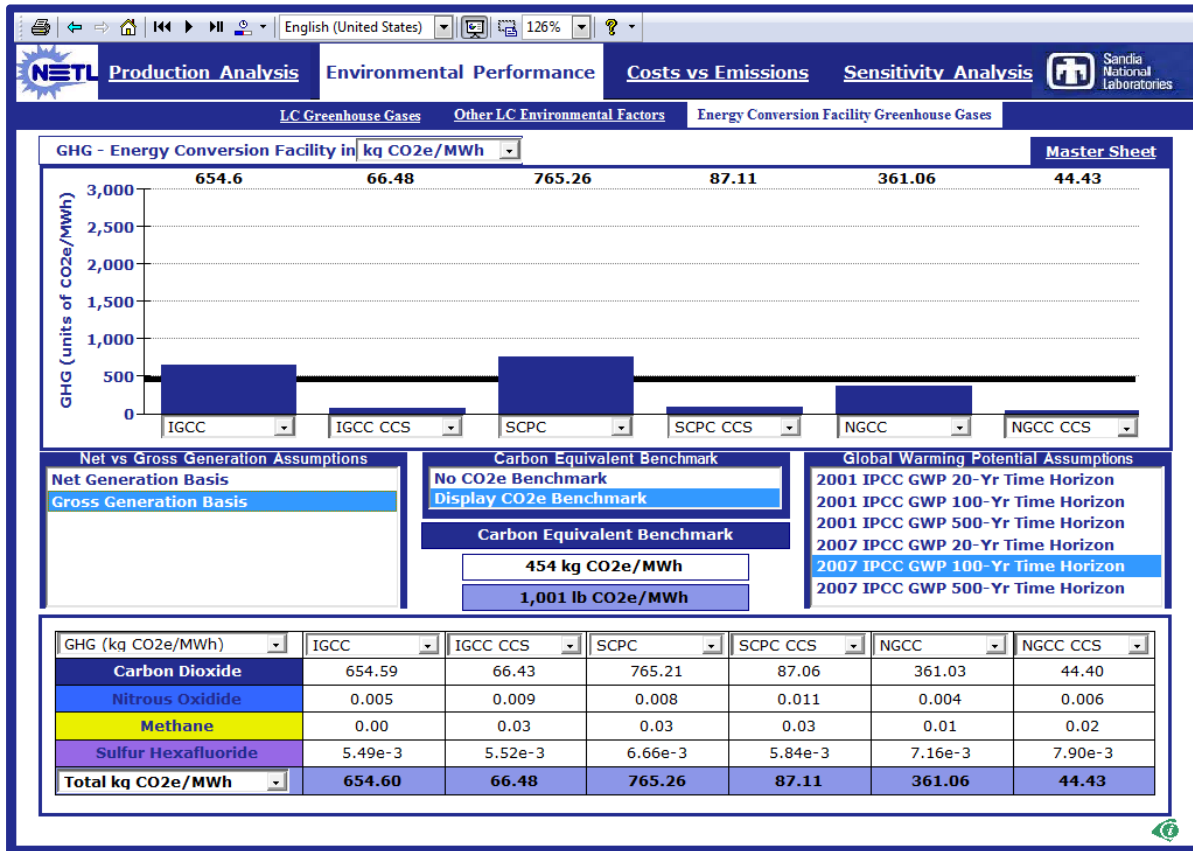 English (United States) 126%
NETL Production Analysis Environmental Performance Costs vs Emissions Sensitivity Analysis Sandia National Laboratories
LC Greenhouse Gases Other LC Environmental Factors Energy Conversion Facility Greenhouse Gases
GHG - Energy Conversion Facility in kg CO2e/MWh Master Sheet
654.6 66.48 765.26 87.11 361.06 44.43
GHG (units of CO2e/MWh)
3,000
2,500
2,000
1,500
1,000
500
0
IGCC IGCC CCS SCPC SCPC CCS NGCC NGCC CCS
Net vs Gross Generation Assumptions
Net Generation Basis
Gross Generation Basis
Carbon Equivalent Benchmark
No CO2e Benchmark
Display CO2e Benchmark
Carbon Equivalent Benchmark
454 kg CO2e/MWh
1,001 lb CO2e/MWh
Global Warming Potential Assumptions
2001 IPCC GWP 20-Yr Time Horizon
2001 IPCC GWP 100-Yr Time Horizon
2001 IPCC GWP 500-Yr Time Horizon
2007 IPCC GWP 20-Yr Time Horizon
2007 IPCC GWP 100-Yr Time Horizon
2007 IPCC GWP 500-Yr Time Horizon
GHG (kg CO2e/MWh) IGCC IGCC CCS SCPC SCPC CCS NGCC NGCC CCS
Carbon Dioxide 654.59 66.43 765.21 87.06 361.03 44.40
Nitrous Oxidide 0.005 0.009 0.008 0.011 0.004 0.006
Methane 0.00 0.03 0.03 0.03 0.01 0.02
Sulfur Hexafluoride 5.49e-3 5.52e-3 6.66e-3 5.84e-3 7.16e-3 7.90e-3
Total kg CO2e/MWh 654.60 66.48 765.26 87.11 361.06 44.43